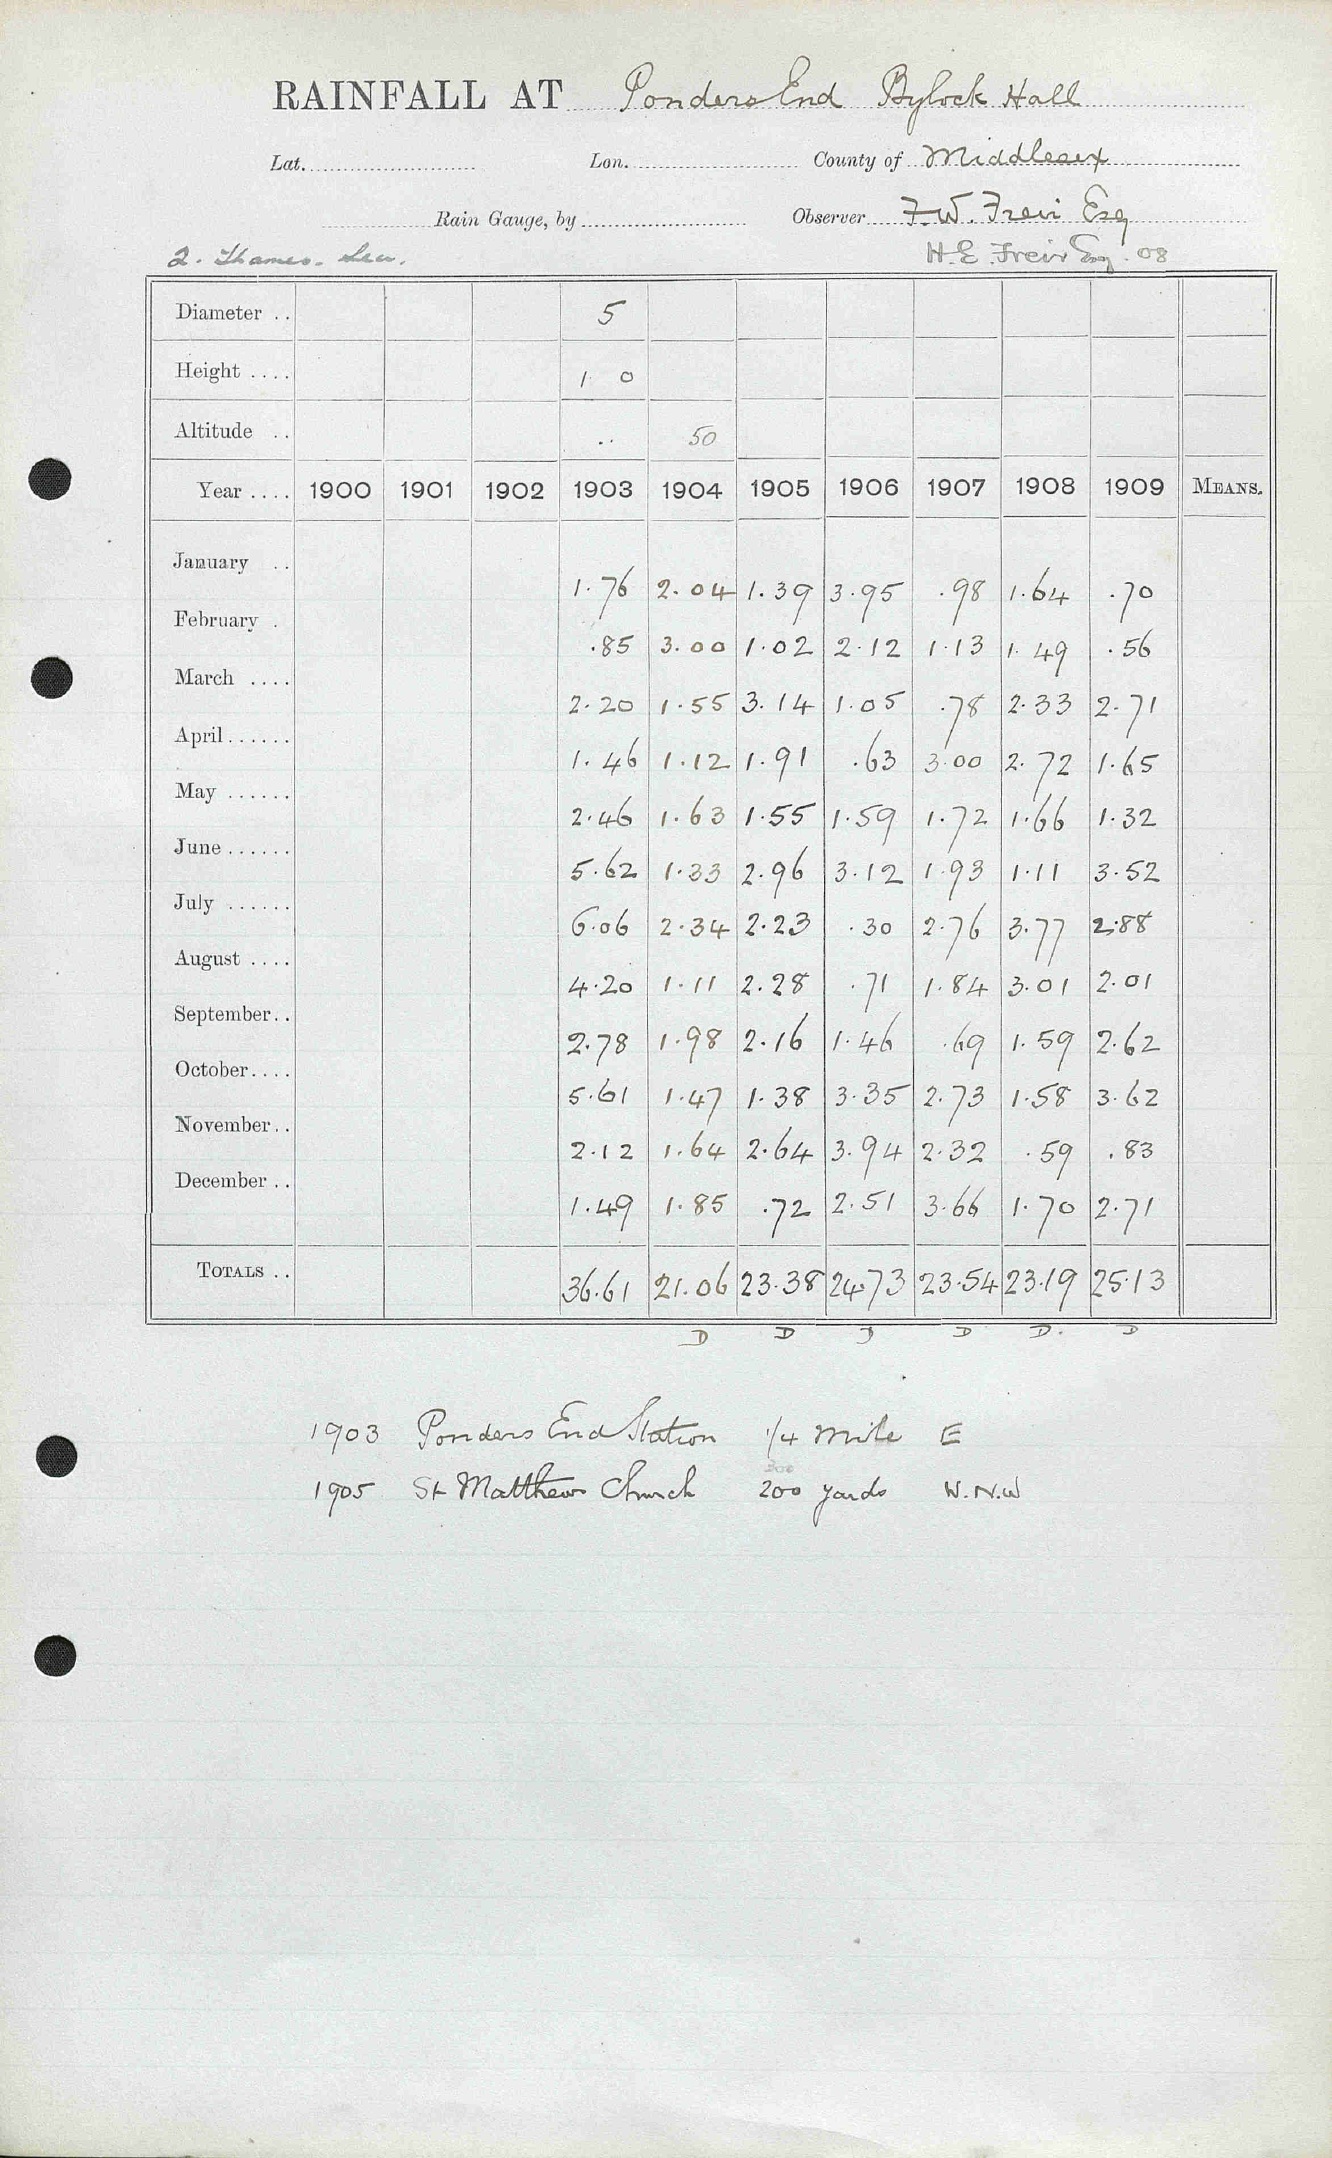 RAINFALL AT Ponders End Bylock Hall
Lat. Lon. County of Middlesex
Rain Gauge, by Observer F.W. Freir Esq
2. Thames. Lea. H.E. Freir Esq. 08
Diameter .. 5
Height .... 1 0
Altitude .. .. 50
Year .... 1900 1901 1902 1903 1904 1905 1906 1907 1908 1909 MEANS.
January .. 1.76 2.04 1.39 3.95 .98 1.64 .70
February . .85 3.00 1.02 2.12 1.13 1.49 .56
March .... 2.20 1.55 3.14 1.05 .78 2.33 2.71
April...... 1.46 1.12 1.91 .63 3.00 2.72 1.65
May ...... 2.46 1.63 1.55 1.59 1.72 1.66 1.32
June...... 5.62 1.33 2.96 3.12 1.93 1.11 3.52
July ...... 6.06 2.34 2.23 .30 2.76 3.77 2.88
August .... 4.20 1.11 2.28 .71 1.84 3.01 2.01
September.. 2.78 1.98 2.16 1.46 .69 1.59 2.62
October.... 5.61 1.47 1.38 3.35 2.73 1.58 3.62
November.. 2.12 1.64 2.64 3.94 2.32 .59 .83
December .. 1.49 1.85 .72 2.51 3.66 1.70 2.71
TOTALS .. 36.61 21.06 23.38 24.73 23.54 23.19 25.13
D D D D D. D
1903 Ponders End Station 1/4 mile E
300
1905 St Matthews Church 200 yards W.N.W